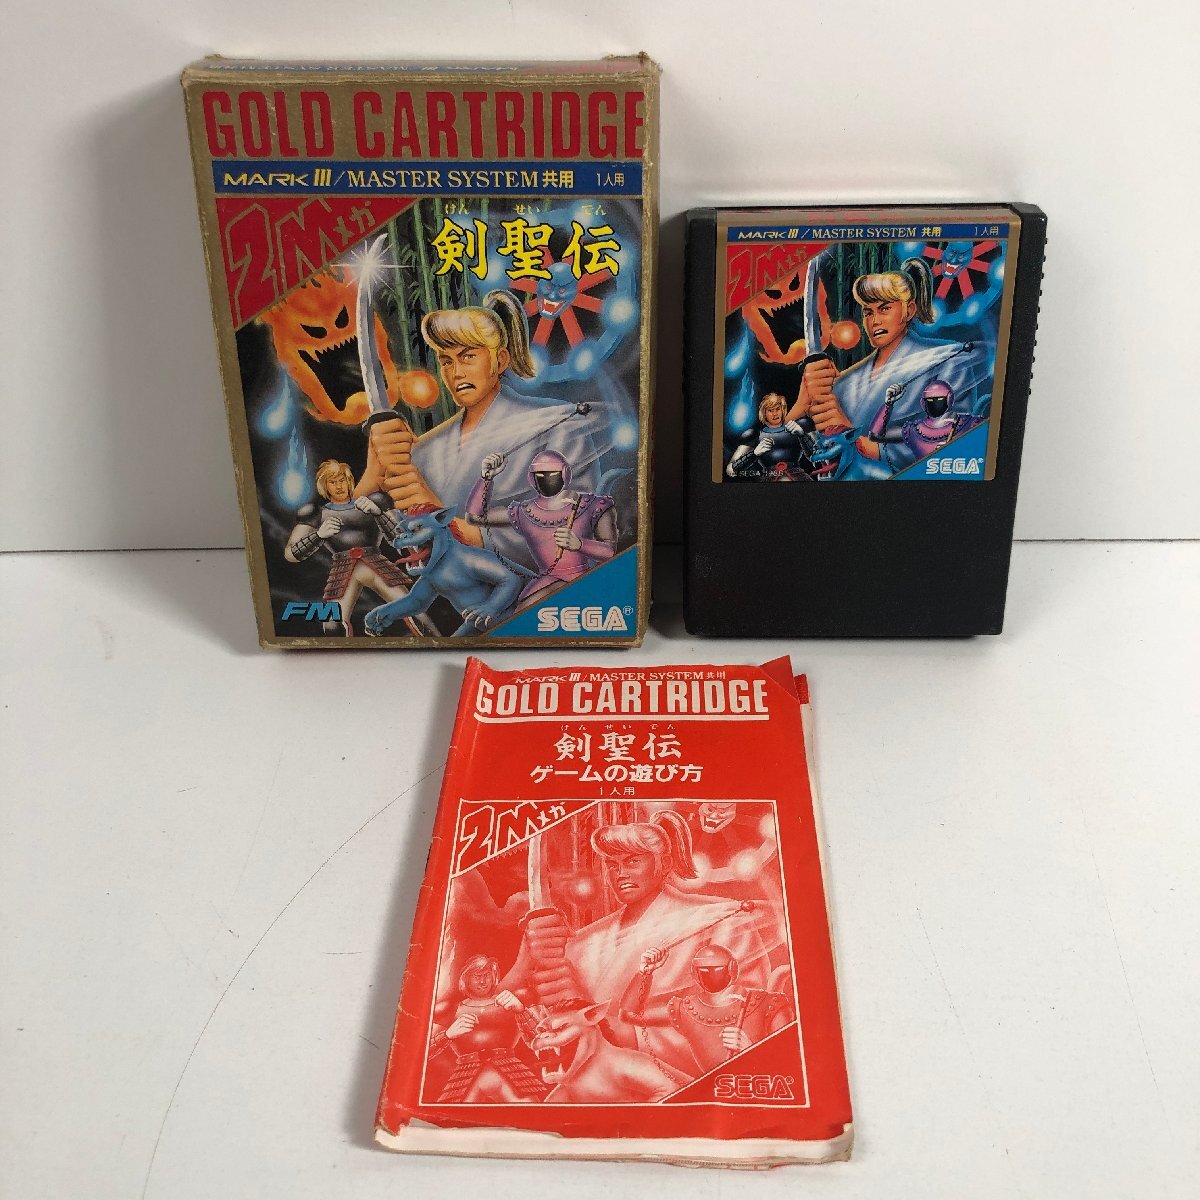 GOLD CARTRIDGE
MARK III/MASTER SYSTEM 共用 1人用
2Mメガ
けん せい でん
剣聖伝
FM
SEGA®
MARK III/MASTER SYSTEM 共用 1人用
2Mメガ
SEGA®
MARK III/MASTER SYSTEM 共用
GOLD CARTRIDGE
けん せい でん
剣聖伝
ゲームの遊び方
1人用
2Mメガ
SEGA®